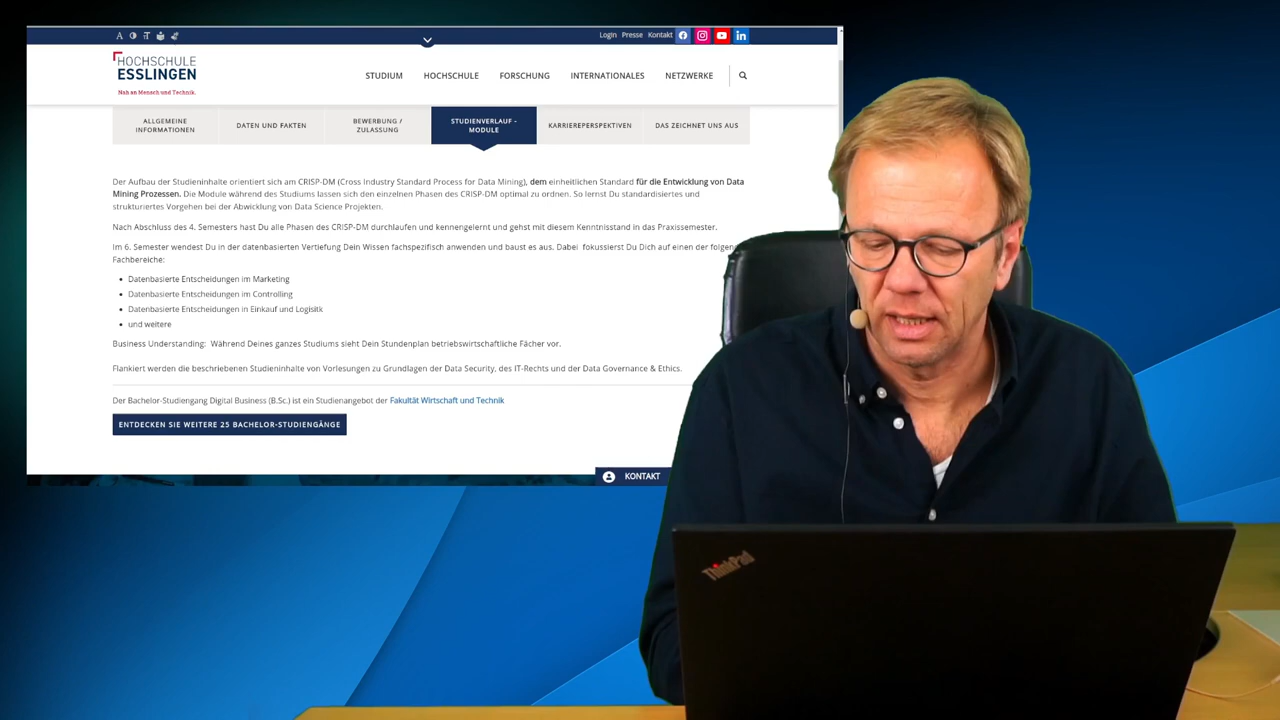 Login Presse Kontakt
HOCHSCHULE
ESSLINGEN
Nah an Mensch und Technik.
STUDIUM HOCHSCHULE FORSCHUNG INTERNATIONALES NETZWERKE
ALLGEMEINE
INFORMATIONEN
DATEN UND FAKTEN
BEWERBUNG /
ZULASSUNG
STUDIENVERLAUF -
MODULE
KARRIEREPERSPEKTIVEN
DAS ZEICHNET UNS AUS
Der Aufbau der Studieninhalte orientiert sich am CRISP-DM (Cross Industry Standard Process for Data Mining), dem einheitlichen Standard für die Entwicklung von Data
Mining Prozessen. Die Module während des Studiums lassen sich den einzelnen Phasen des CRISP-DM optimal zu ordnen. So lernst Du standardisiertes und
strukturiertes Vorgehen bei der Abwicklung von Data Science Projekten.
Nach Abschluss des 4. Semesters hast Du alle Phasen des CRISP-DM durchlaufen und kennengelernt und gehst mit diesem Kenntnisstand in das Praxissemester.
Im 6. Semester wendest Du in der datenbasierten Vertiefung Dein Wissen fachspezifisch anwenden und baust es aus. Dabei fokussierst Du Dich auf einen der
Fachbereiche:
• Datenbasierte Entscheidungen im Marketing
• Datenbasierte Entscheidungen im Controlling
• Datenbasierte Entscheidungen in Einkauf und Logisitk
• und weitere
Business Understanding: Während Deines ganzes Studiums sieht Dein Stundenplan betriebswirtschaftliche Fächer vor.
Flankiert werden die beschriebenen Studieninhalte von Vorlesungen zu Grundlagen der Data Security, des IT-Rechts und der Data Governance & Ethics.
Der Bachelor-Studiengang Digital Business (B.Sc.) ist ein Studienangebot der Fakultät Wirtschaft und Technik
ENTDECKEN SIE WEITERE 25 BACHELOR-STUDIENGÄNGE
KONTAKT
ThinkPad